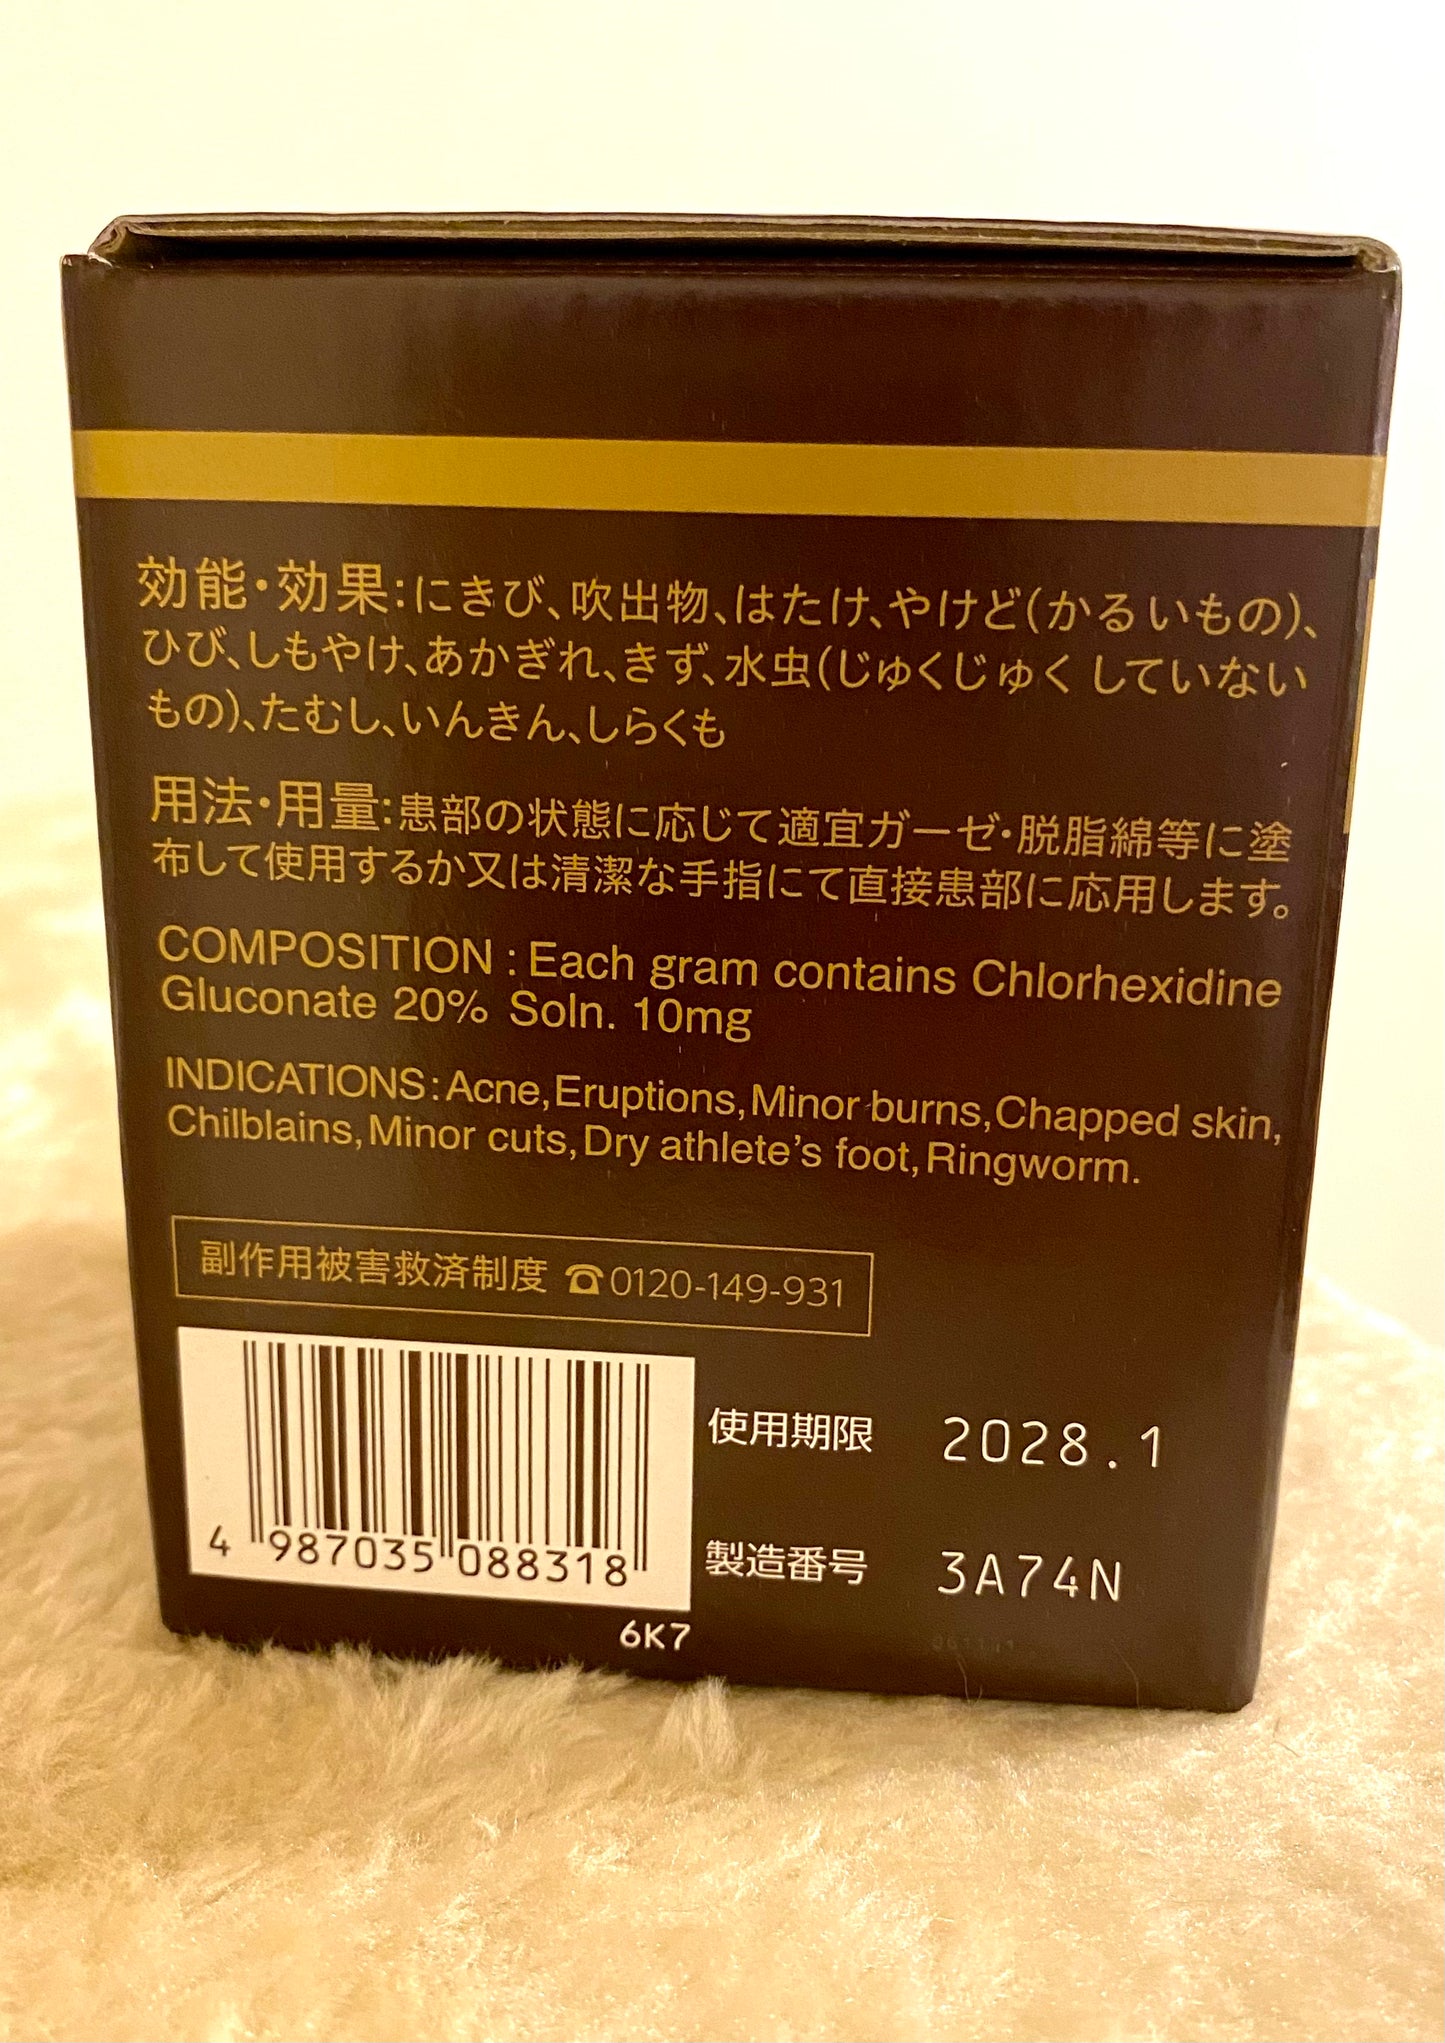 効能・効果:にきび、吹出物、はたけ、やけど(かるいもの)、
ひび、しもやけ、あかぎれ、きず、水虫(じゅくじゅくしていない
もの)、たむし、いんきん、しらくも
用法・用量:患部の状態に応じて適宜ガーゼ・脱脂綿等に塗
布して使用するか又は清潔な手指にて直接患部に応用します。
COMPOSITION : Each gram contains Chlorhexidine
Gluconate 20% Soln. 10mg
INDICATIONS: Acne, Eruptions, Minor burns, Chapped skin,
Chilblains, Minor cuts, Dry athlete's foot, Ringworm.
副作用被害救済制度 ☎0120-149-931
4 987035 088318
使用期限 2028.1
製造番号 3A74N
6K7